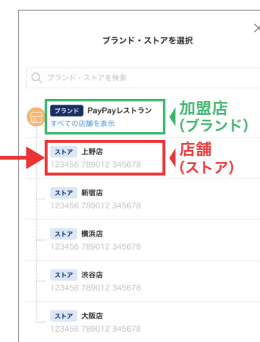 ブランド・ストアを選択
ブランド・ストアを検索
ブランド PayPayレストラン
すべての店舗を表示
加盟店
(ブランド)
ストア 上野店
123456 789012 345678
店舗
(ストア)
ストア 新宿店
123456 789012 345678
ストア 横浜店
123456 789012 345678
ストア 渋谷店
123456 789012 345678
ストア 大阪店
123456 789012 345678